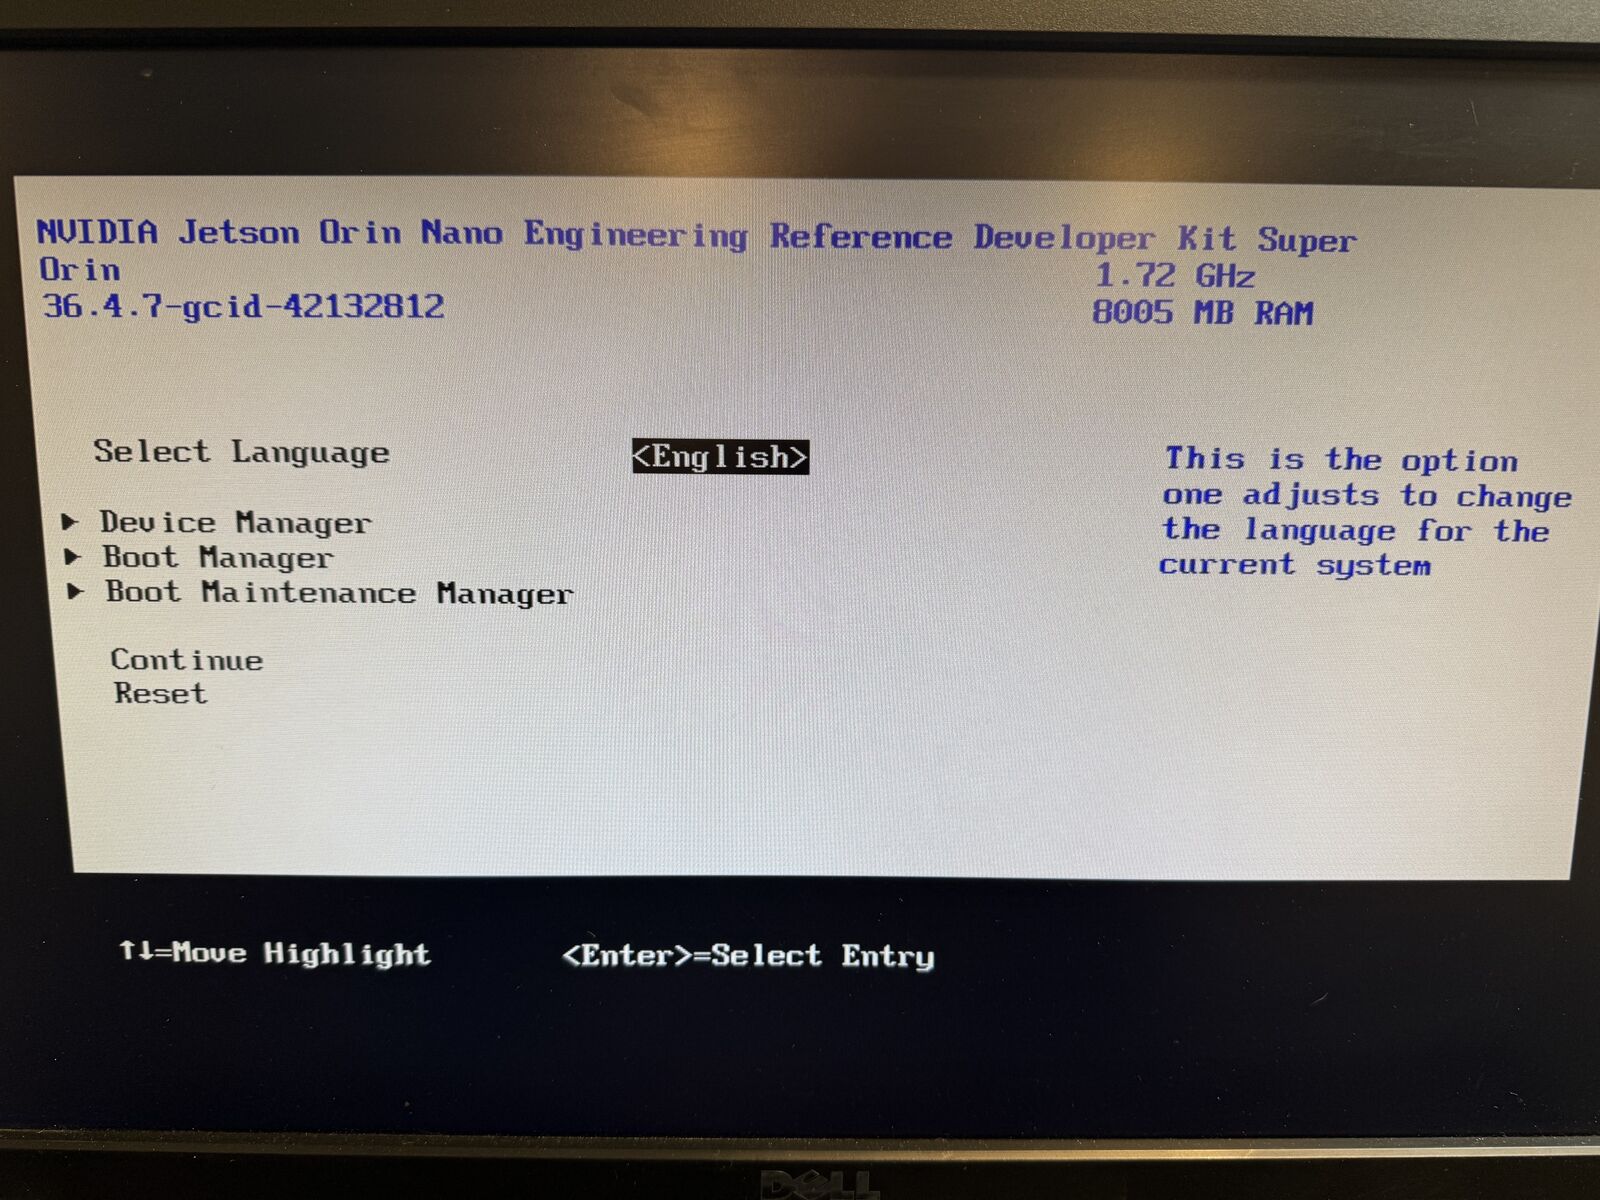 NVIDIA Jetson Orin Nano Engineering Reference Developer Kit Super
Orin 1.72 GHz
36.4.7-gcid-42132812 8005 MB RAM
Select Language <English>
This is the option
one adjusts to change
the language for the
current system
▶ Device Manager
▶ Boot Manager
▶ Boot Maintenance Manager
Continue
Reset
↑↓=Move Highlight <Enter>=Select Entry
DELL